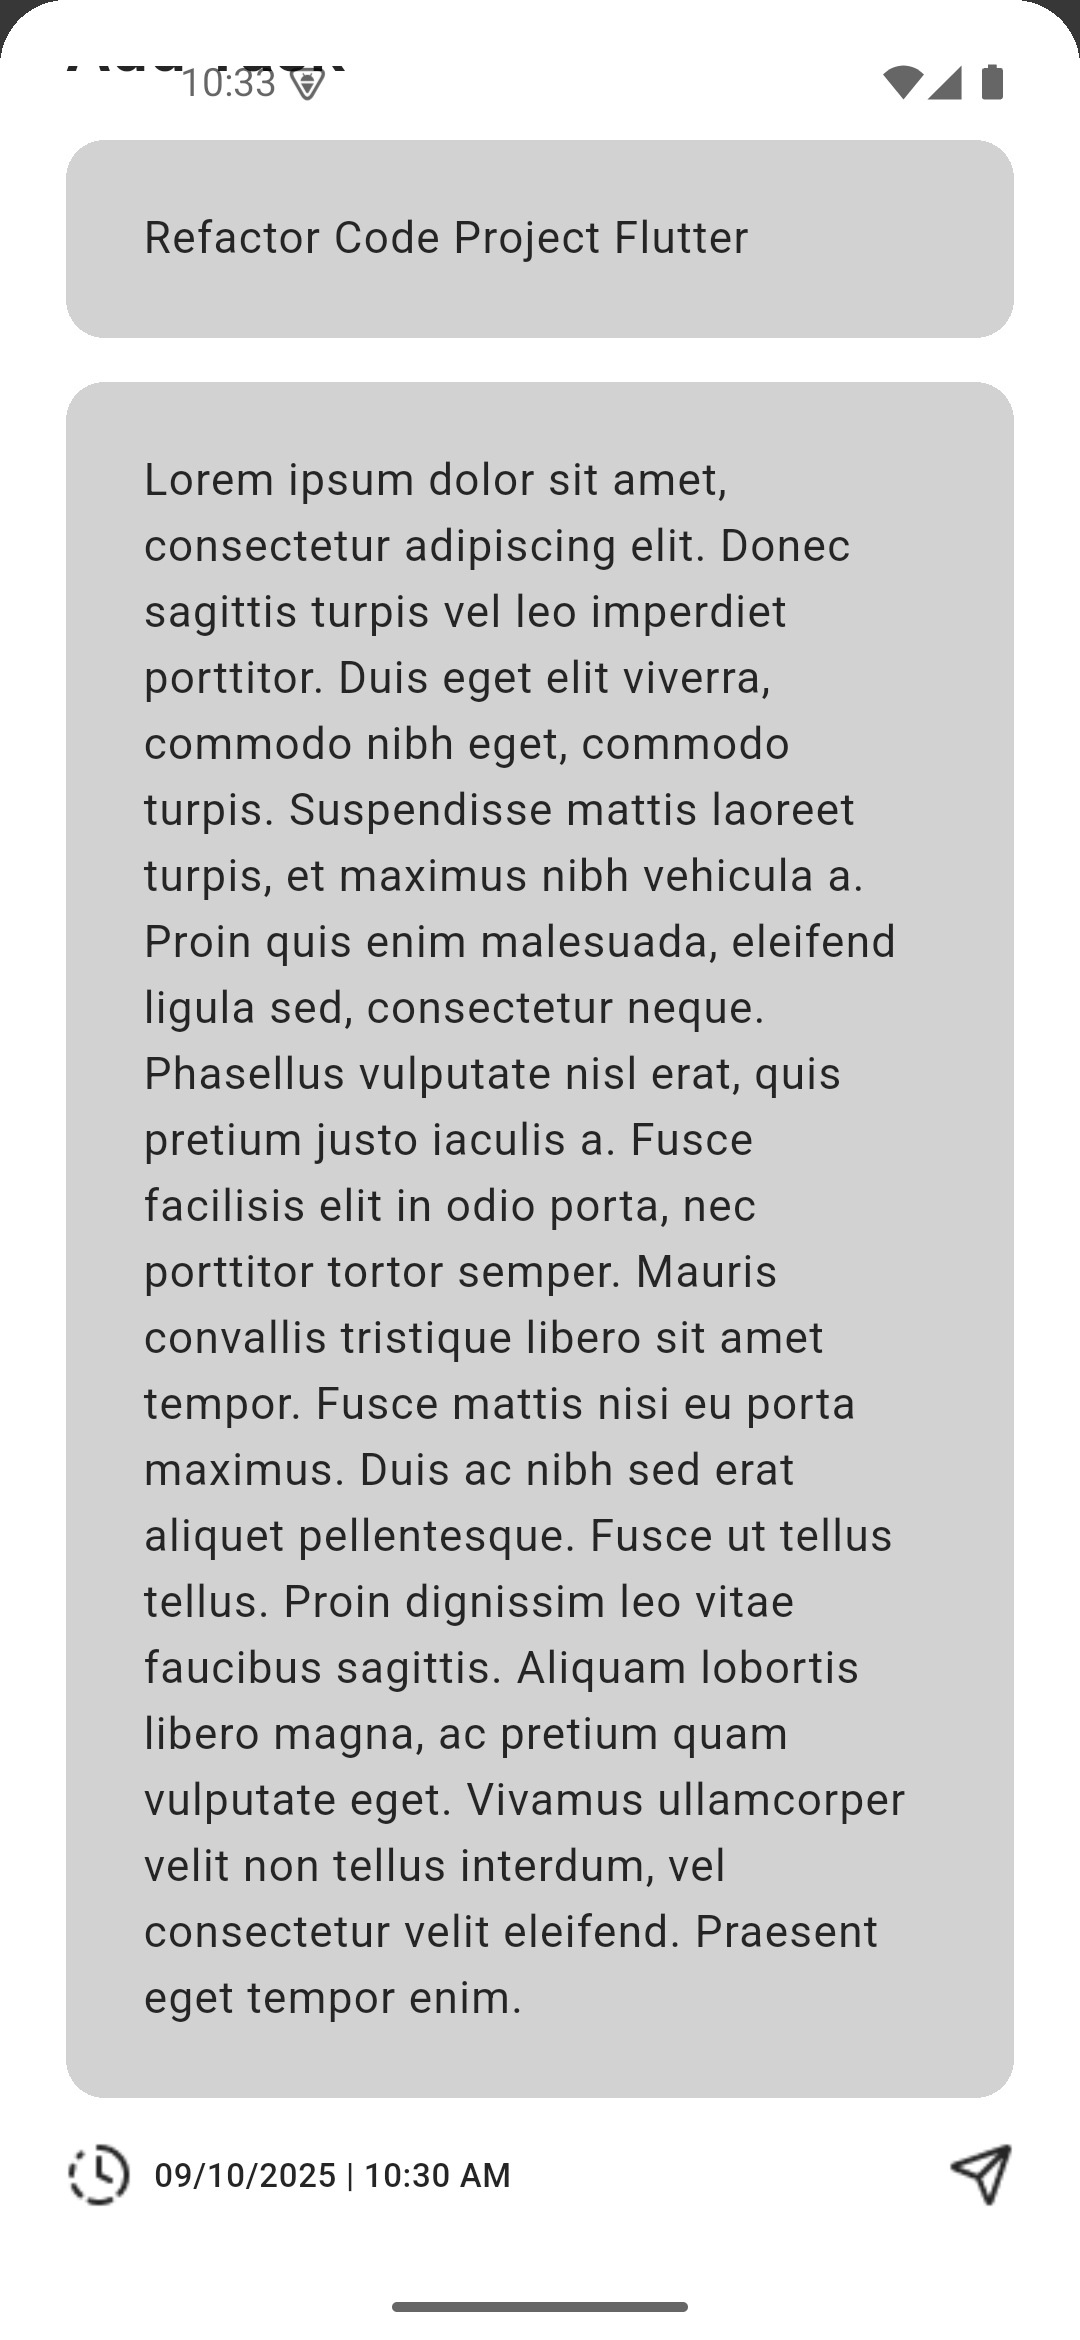 10:33
Refactor Code Project Flutter
Lorem ipsum dolor sit amet,
consectetur adipiscing elit. Donec
sagittis turpis vel leo imperdiet
porttitor. Duis eget elit viverra,
commodo nibh eget, commodo
turpis. Suspendisse mattis laoreet
turpis, et maximus nibh vehicula a.
Proin quis enim malesuada, eleifend
ligula sed, consectetur neque.
Phasellus vulputate nisl erat, quis
pretium justo iaculis a. Fusce
facilisis elit in odio porta, nec
porttitor tortor semper. Mauris
convallis tristique libero sit amet
tempor. Fusce mattis nisi eu porta
maximus. Duis ac nibh sed erat
aliquet pellentesque. Fusce ut tellus
tellus. Proin dignissim leo vitae
faucibus sagittis. Aliquam lobortis
libero magna, ac pretium quam
vulputate eget. Vivamus ullamcorper
velit non tellus interdum, vel
consectetur velit eleifend. Praesent
eget tempor enim.
09/10/2025 | 10:30 AM